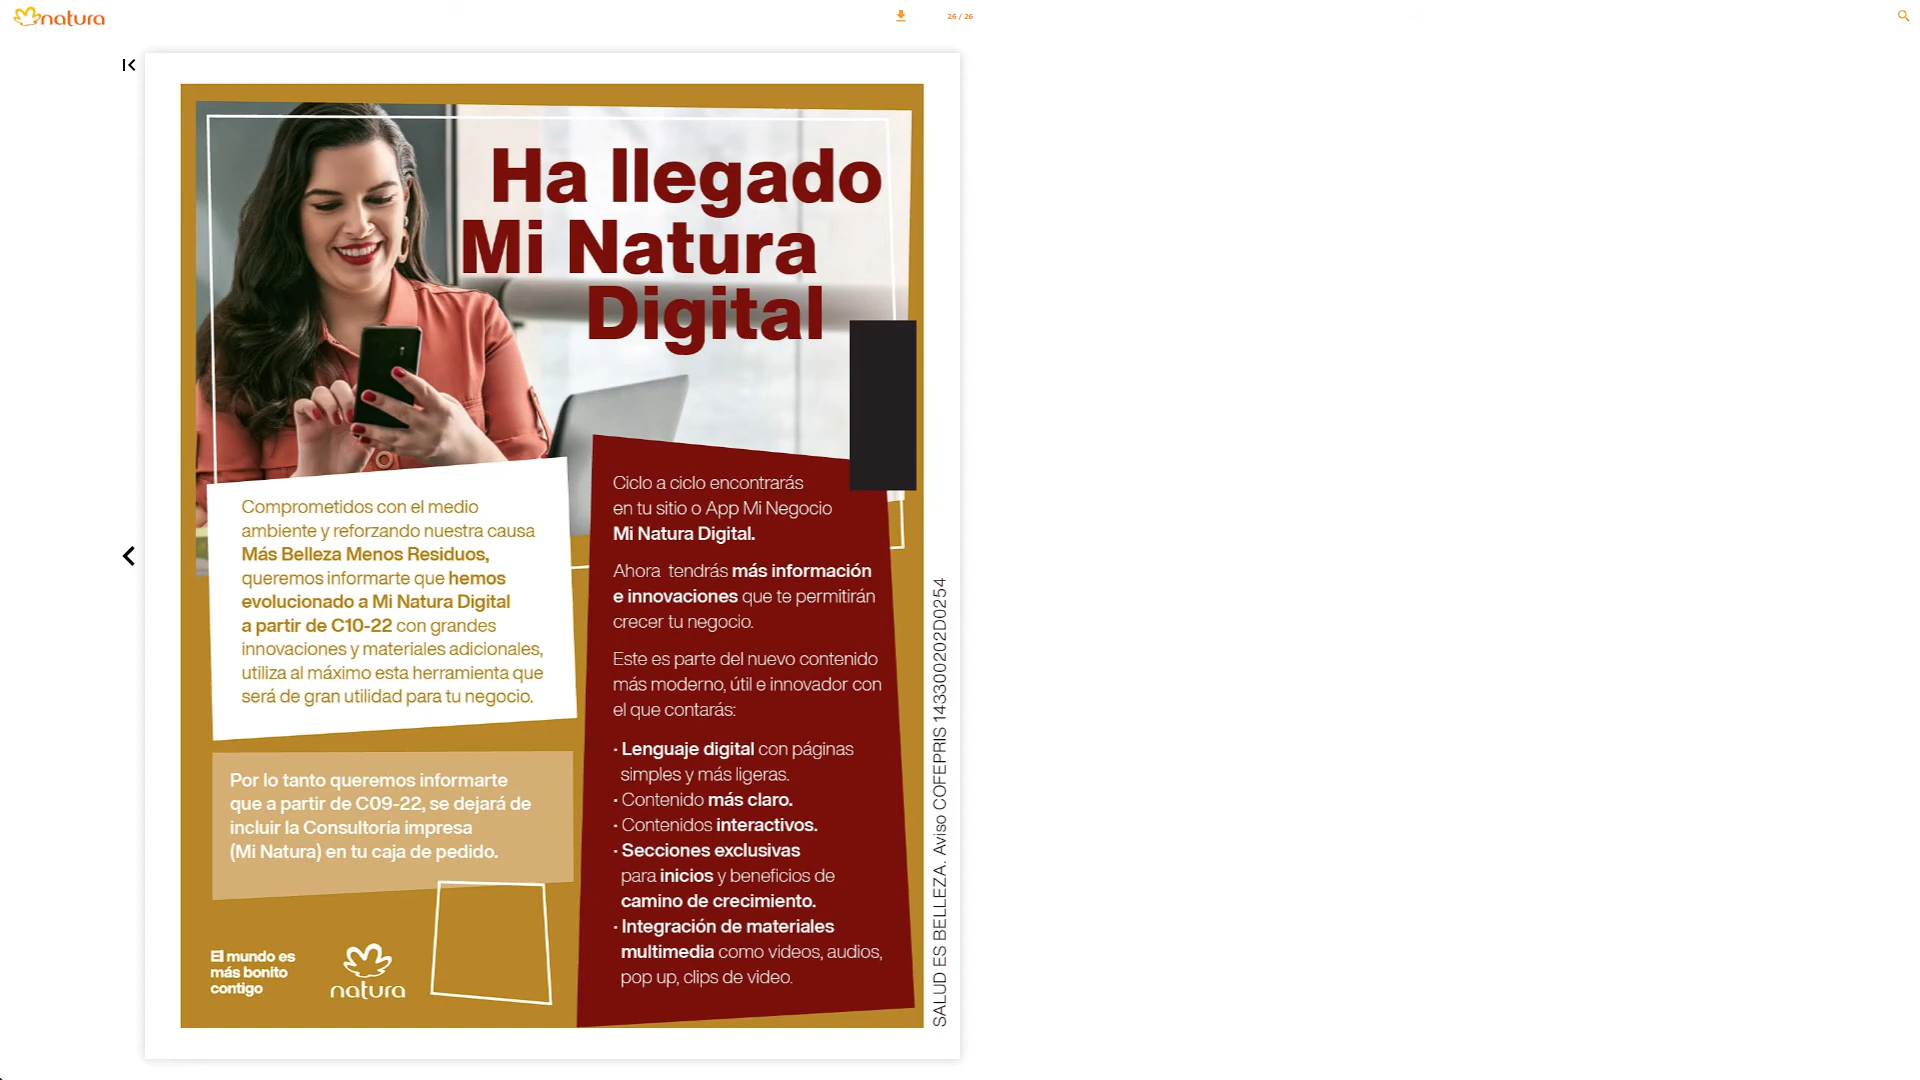 natura
26 / 26
Ha llegado
Mi Natura
Digital
Comprometidos con el medio
ambiente y reforzando nuestra causa
Más Belleza Menos Residuos,
queremos informarte que hemos
evolucionado a Mi Natura Digital
a partir de C10-22 con grandes
innovaciones y materiales adicionales,
utiliza al máximo esta herramienta que
será de gran utilidad para tu negocio.
Por lo tanto queremos informarte
que a partir de C09-22, se dejará de
incluir la Consultoría impresa
(Mi Natura) en tu caja de pedido.
El mundo es
más bonito
contigo
natura
Ciclo a ciclo encontrarás
en tu sitio o App Mi Negocio
Mi Natura Digital.
Ahora tendrás más información
e innovaciones que te permitirán
crecer tu negocio.
Este es parte del nuevo contenido
más moderno, útil e innovador con
el que contarás:
· Lenguaje digital con páginas
simples y más ligeras.
· Contenido más claro.
· Contenidos interactivos.
· Secciones exclusivas
para inicios y beneficios de
camino de crecimiento.
· Integración de materiales
multimedia como videos, audios,
pop up, clips de video.
SALUD ES BELLEZA. Aviso COFEPRIS 143300202D0254